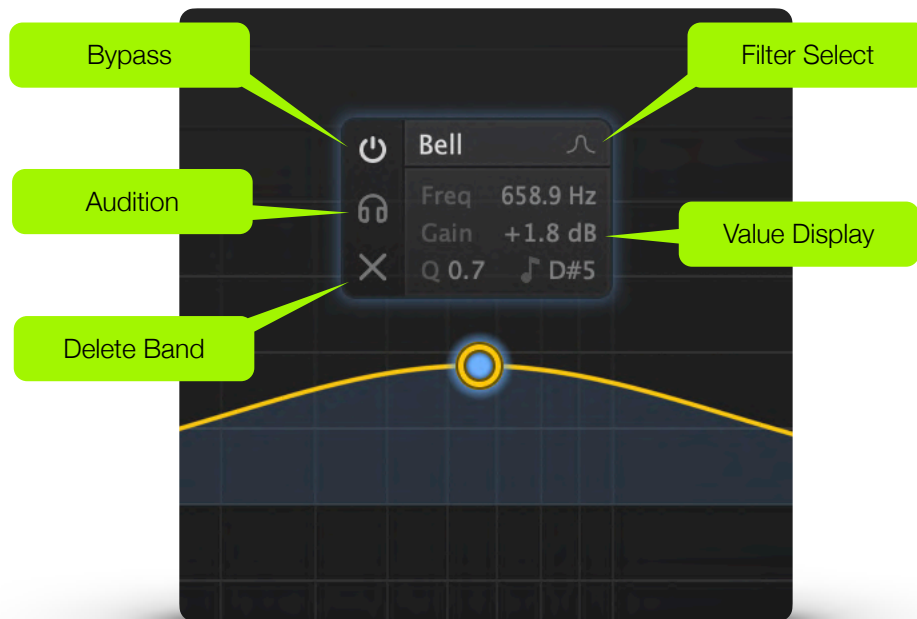 Bypass
Filter Select
Bell
Audition
Freq 658.9 Hz
Gain +1.8 dB
Value Display
Q 0.7 D#5
Delete Band